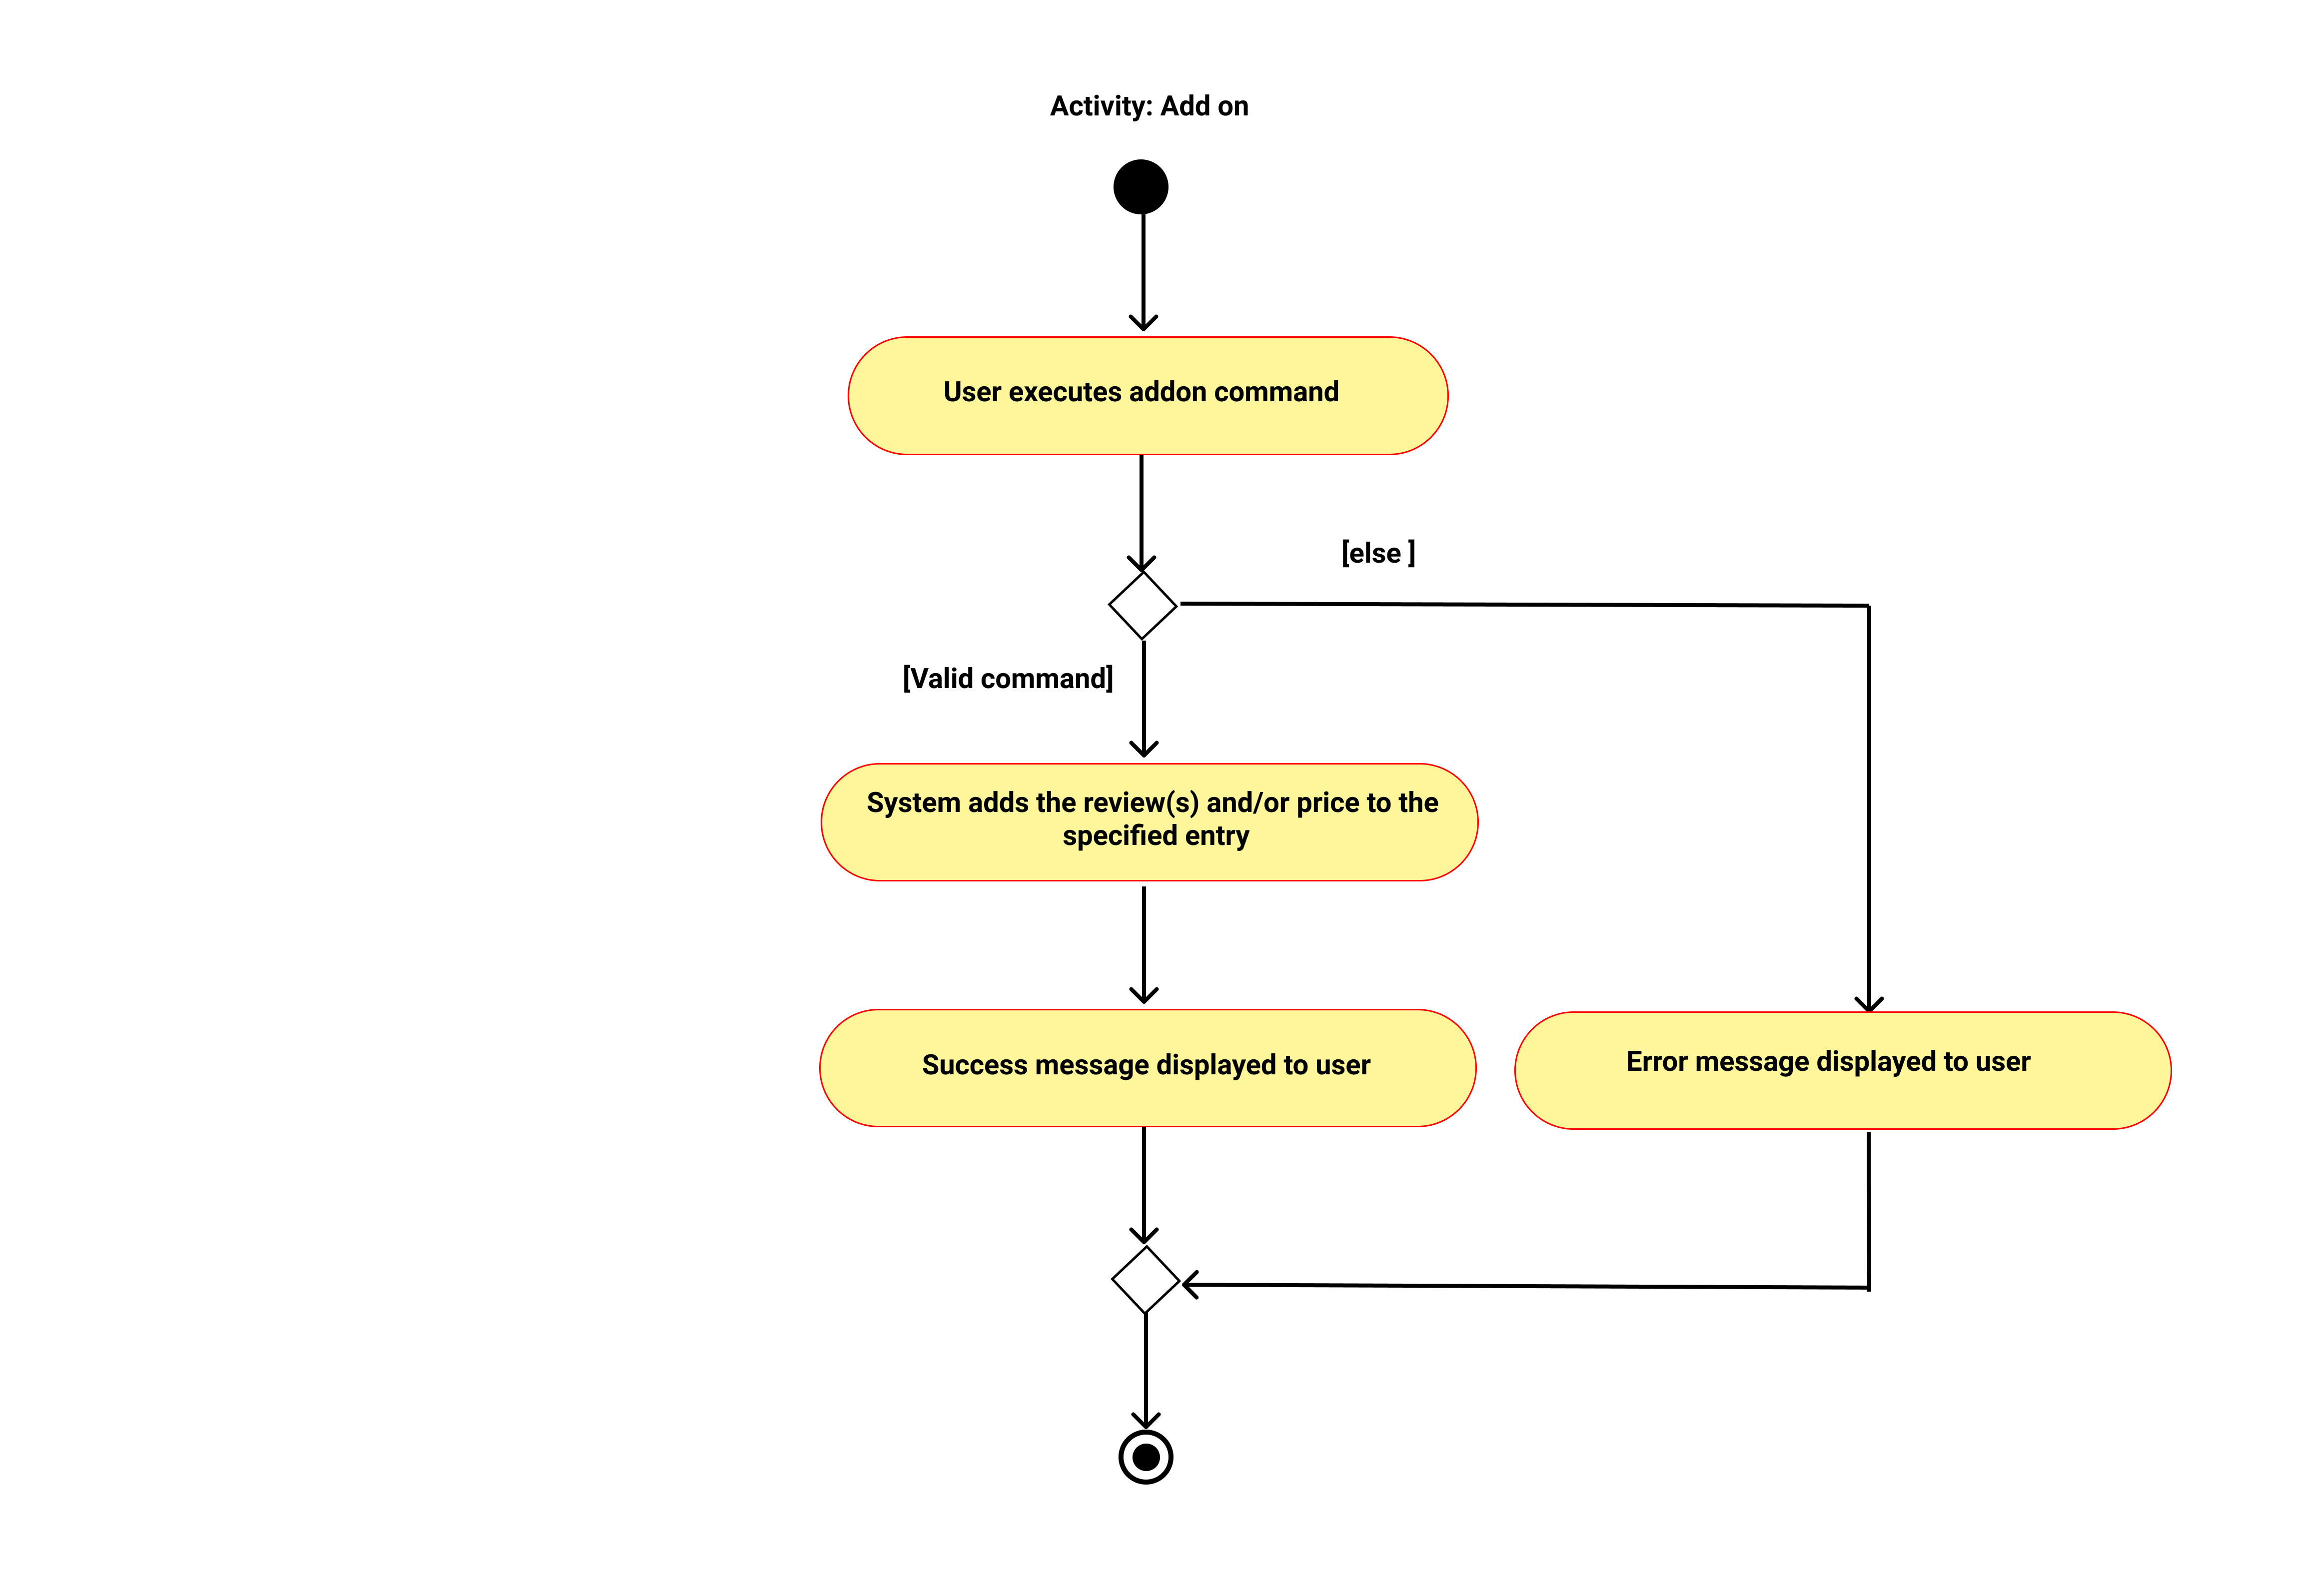 Activity: Add on
User executes addon command
[else ]
[Valid command]
System adds the review(s) and/or price to the
specified entry
Success message displayed to user
Error message displayed to user